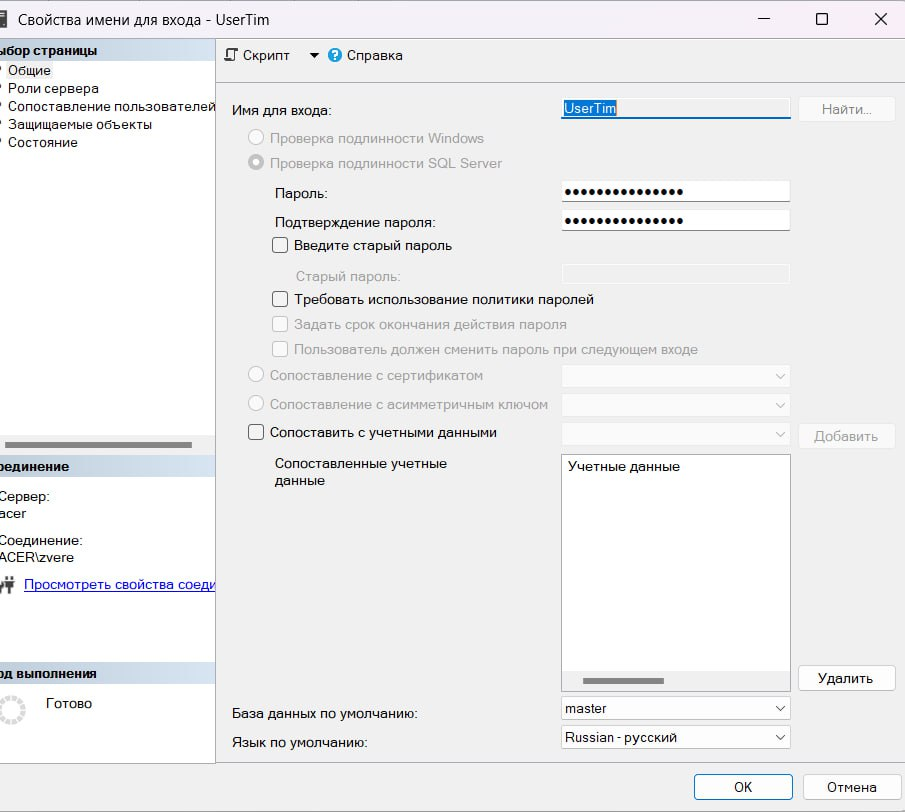 Свойства имени для входа - UserTim
ыбор страницы
Общие
Роли сервера
Сопоставление пользователей
Защищаемые объекты
Состояние
Скрипт
? Справка
Имя для входа:
UserTim
Найти...
Проверка подлинности Windows
Проверка подлинности SQL Server
Пароль:
●●●●●●●●●●●●●●●
Подтверждение пароля:
●●●●●●●●●●●●●●●
Введите старый пароль
Старый пароль:
Требовать использование политики паролей
Задать срок окончания действия пароля
Пользователь должен сменить пароль при следующем входе
Сопоставление с сертификатом
Сопоставление с асимметричным ключом
Сопоставить с учетными данными
Добавить
Сопоставленные учетные
данные
Учетные данные
Удалить
База данных по умолчанию:
master
Язык по умолчанию:
Russian - русский
рединение
Сервер:
acer
Соединение:
ACER\zvere
Просмотреть свойства соеди
од выполнения
Готово
OK
Отмена